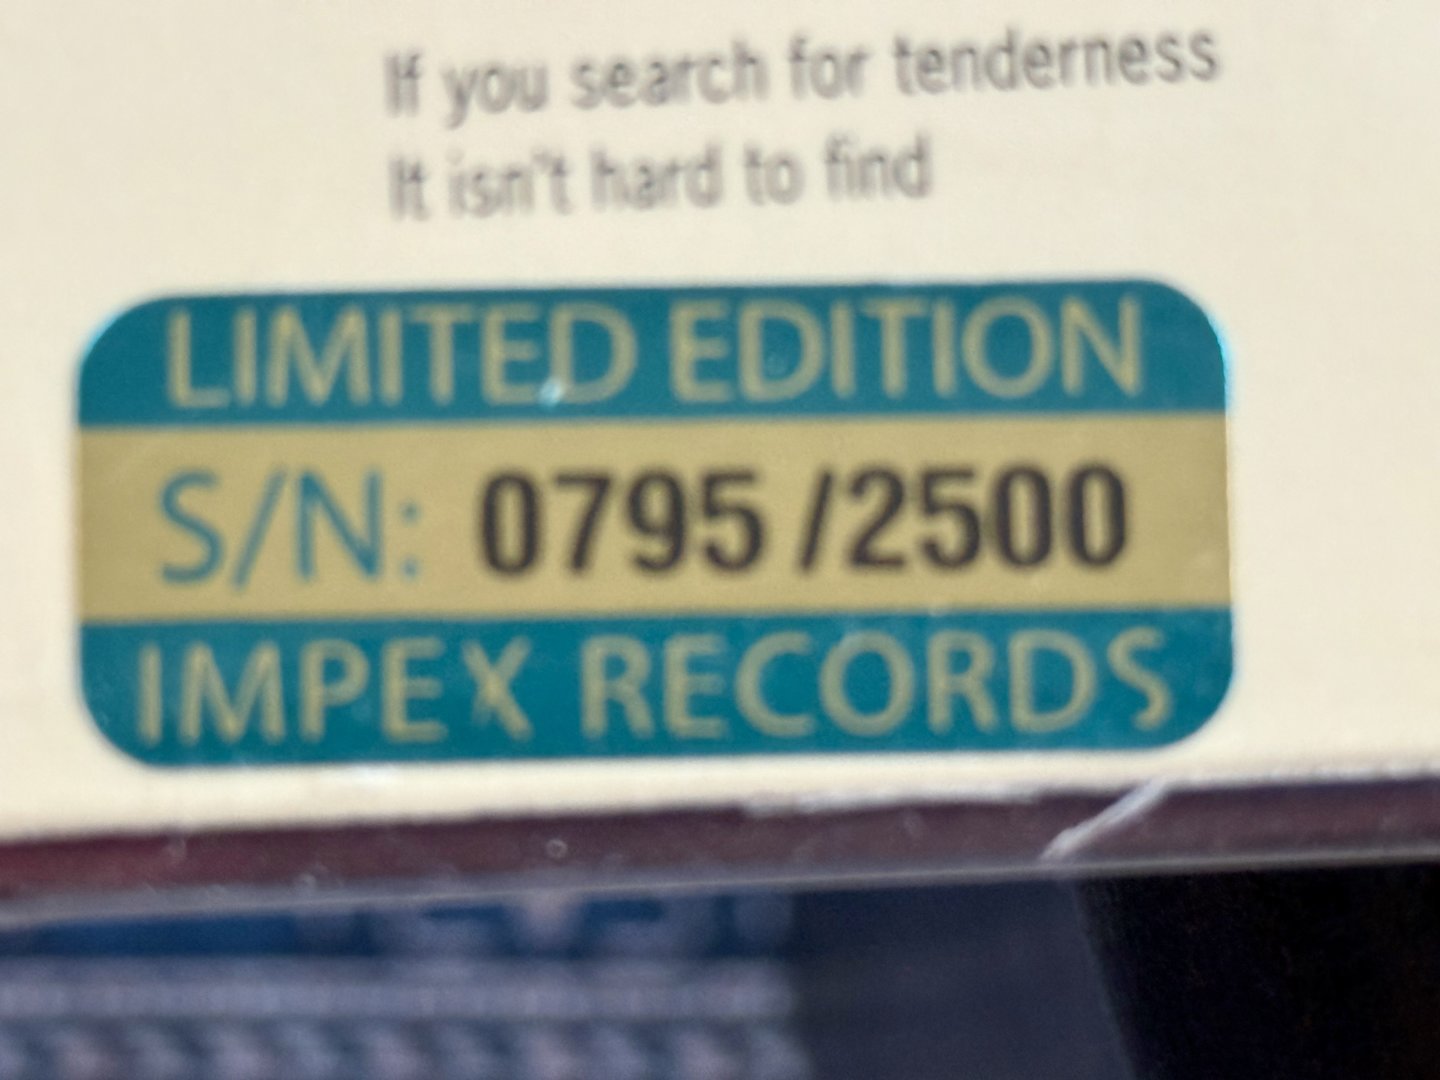 If you search for tenderness
It isn't hard to find
LIMITED EDITION
S/N: 0795 /2500
IMPEX RECORDS